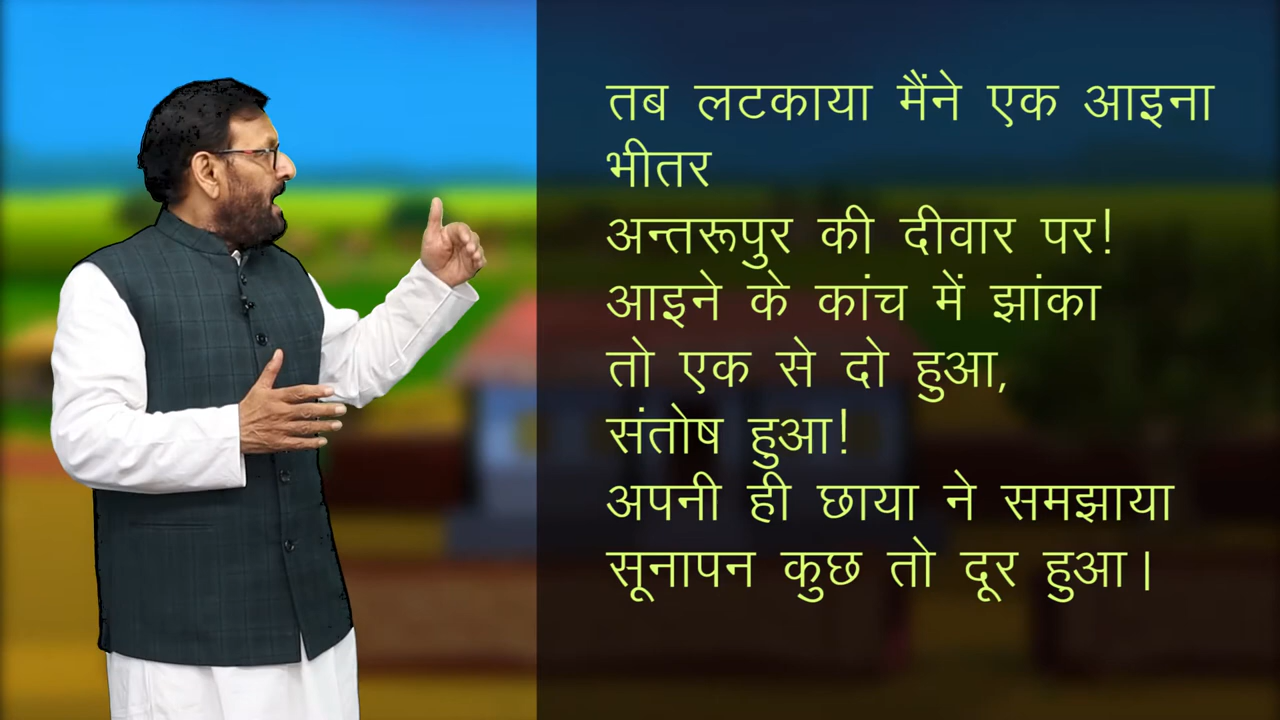 तब लटकाया मैंने एक आइना
भीतर
अन्तरूपुर की दीवार पर!
आइने के कांच में झांका
तो एक से दो हुआ,
संतोष हुआ!
अपनी ही छाया ने समझाया
सूनापन कुछ तो दूर हुआ।